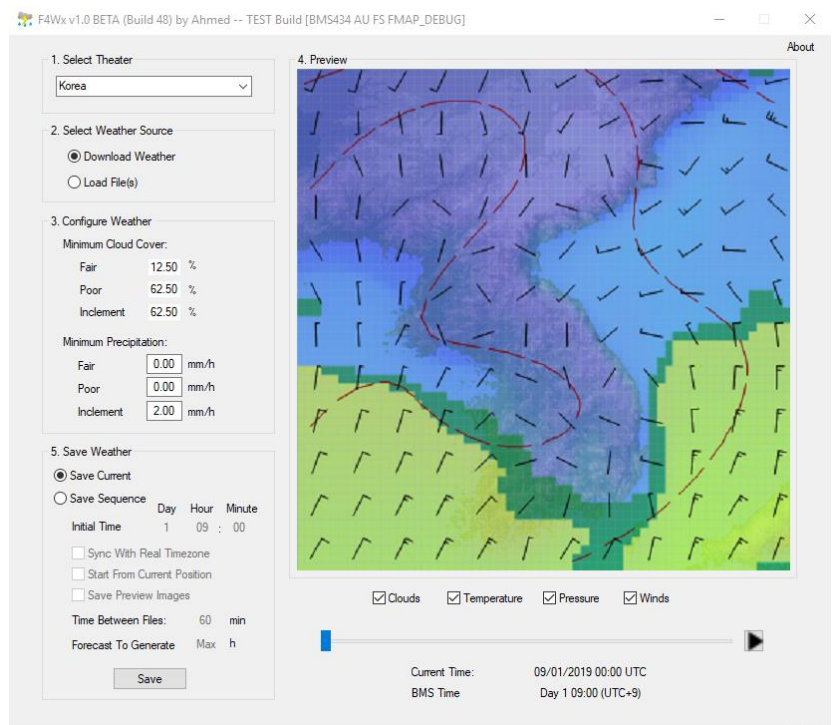 F4Wx v1.0 BETA (Build 48) by Ahmed -- TEST Build [BMS434 AU FS FMAP_DEBUG]
About
1. Select Theater
Korea
2. Select Weather Source
Download Weather
Load File(s)
3. Configure Weather
Minimum Cloud Cover:
Fair 12.50 %
Poor 62.50 %
Inclement 62.50 %
Minimum Precipitation:
Fair 0.00 mm/h
Poor 0.00 mm/h
Inclement 2.00 mm/h
5. Save Weather
Save Current
Save Sequence
Day Hour Minute
Initial Time 1 09 : 00
Sync With Real Timezone
Start From Current Position
Save Preview Images
Time Between Files: 60 min
Forecast To Generate Max h
Save
4. Preview
Clouds Temperature Pressure Winds
Current Time: 09/01/2019 00:00 UTC
BMS Time Day 1 09:00 (UTC+9)